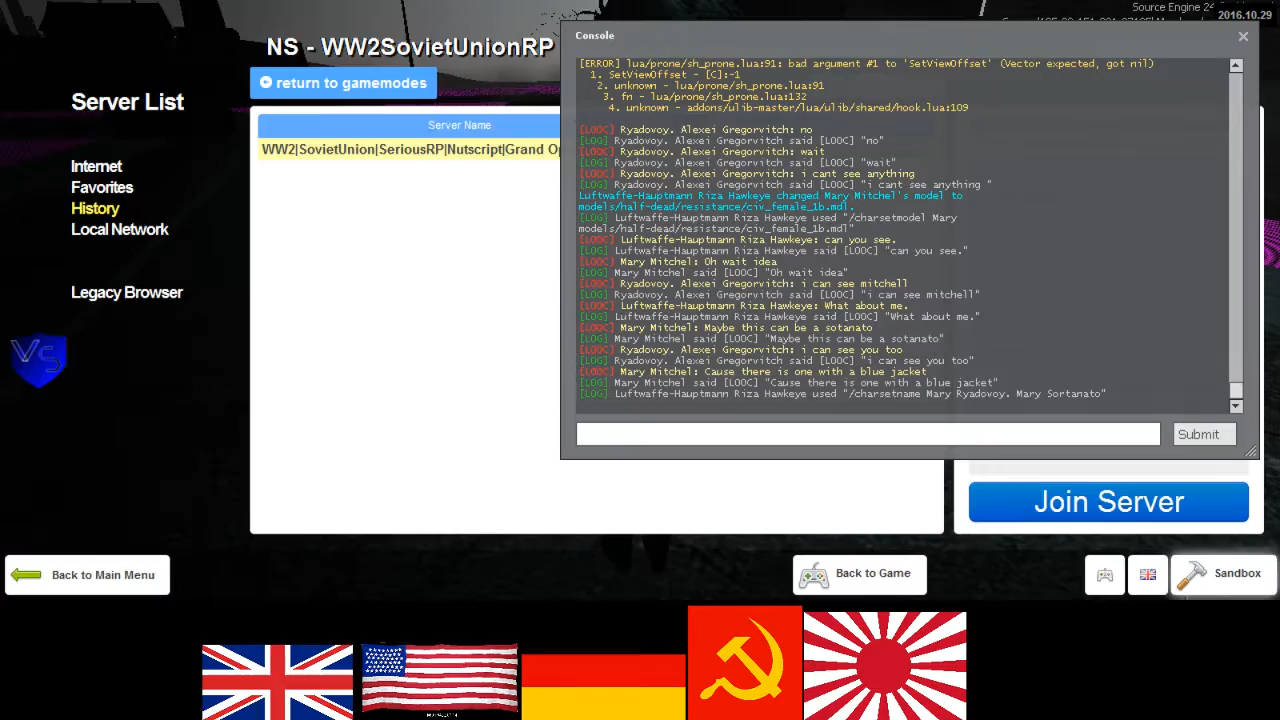 Source Engine 24
2016.10.29
NS - WW2SovietUnionRP
return to gamemodes
Server List
Internet
Favorites
History
Local Network
Legacy Browser
VS
Server Name
WW2|SovietUnion|SeriousRP|Nutscript|Grand Op
Console
[ERROR] lua/prone/sh_prone.lua:91: bad argument #1 to 'SetViewOffset' (Vector expected, got nil)
1. SetViewOffset - [C]:-1
2. unknown - lua/prone/sh_prone.lua:91
3. fn - lua/prone/sh_prone.lua:132
4. unknown - addons/ulib-master/lua/ulib/shared/hook.lua:109
[LOOC] Ryadovoy. Alexei Gregorvitch: no
[LOG] Ryadovoy. Alexei Gregorvitch said [LOOC] "no"
[LOOC] Ryadovoy. Alexei Gregorvitch: wait
[LOG] Ryadovoy. Alexei Gregorvitch said [LOOC] "wait"
[LOOC] Ryadovoy. Alexei Gregorvitch: i cant see anything
[LOG] Ryadovoy. Alexei Gregorvitch said [LOOC] "i cant see anything "
Luftwaffe-Hauptmann Riza Hawkeye changed Mary Mitchel's model to
models/half-dead/resistance/civ_female_1b.mdl.
[LOG] Luftwaffe-Hauptmann Riza Hawkeye used "/charsetmodel Mary
models/half-dead/resistance/civ_female_1b.mdl"
[LOOC] Luftwaffe-Hauptmann Riza Hawkeye: can you see.
[LOG] Luftwaffe-Hauptmann Riza Hawkeye said [LOOC] "can you see."
[LOOC] Mary Mitchel: Oh wait idea
[LOG] Mary Mitchel said [LOOC] "Oh wait idea"
[LOOC] Ryadovoy. Alexei Gregorvitch: i can see mitchell
[LOG] Ryadovoy. Alexei Gregorvitch said [LOOC] "i can see mitchell"
[LOOC] Luftwaffe-Hauptmann Riza Hawkeye: What about me.
[LOG] Luftwaffe-Hauptmann Riza Hawkeye said [LOOC] "What about me."
[LOOC] Mary Mitchel: Maybe this can be a sotanato
[LOG] Mary Mitchel said [LOOC] "Maybe this can be a sotanato"
[LOOC] Ryadovoy. Alexei Gregorvitch: i can see you too
[LOG] Ryadovoy. Alexei Gregorvitch said [LOOC] "i can see you too"
[LOOC] Mary Mitchel: Cause there is one with a blue jacket
[LOG] Mary Mitchel said [LOOC] "Cause there is one with a blue jacket"
[LOG] Luftwaffe-Hauptmann Riza Hawkeye used "/charsetname Mary Ryadovoy. Mary Sortanato"
Submit
Join Server
Back to Main Menu
Back to Game
Sandbox